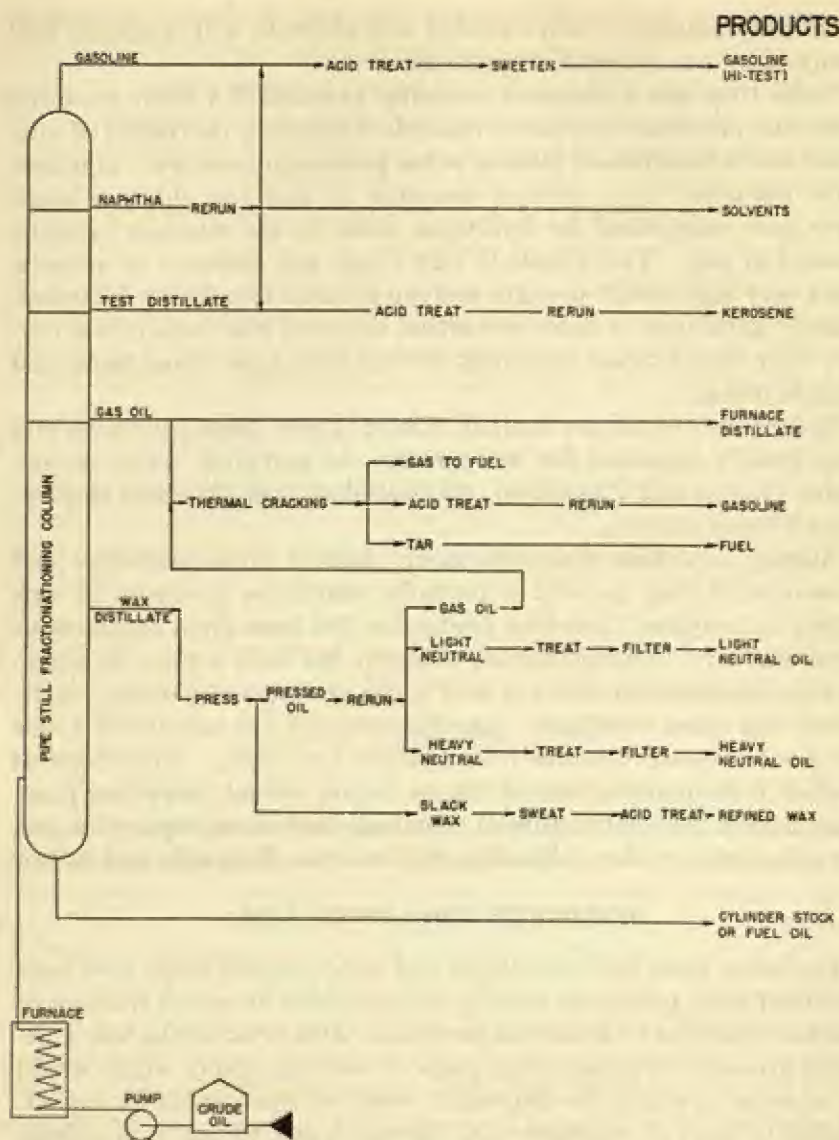 PRODUCTS
GASOLINE
ACID TREAT
SWEETEN
GASOLINE
(HI-TEST)
NAPHTHA
RERUN
SOLVENTS
TEST DISTILLATE
ACID TREAT
RERUN
KEROSENE
GAS OIL
FURNACE
DISTILLATE
GAS TO FUEL
THERMAL CRACKING
ACID TREAT
RERUN
GASOLINE
TAR
FUEL
PIPE STILL FRACTIONATIONING COLUMN
WAX
DISTILLATE
GAS OIL
LIGHT
NEUTRAL
TREAT
FILTER
LIGHT
NEUTRAL OIL
PRESS
PRESSED
OIL
RERUN
HEAVY
NEUTRAL
TREAT
FILTER
HEAVY
NEUTRAL OIL
SLACK
WAX
SWEAT
ACID TREAT
REFINED WAX
CYLINDER STOCK
OR FUEL OIL
FURNACE
PUMP
CRUDE
OIL